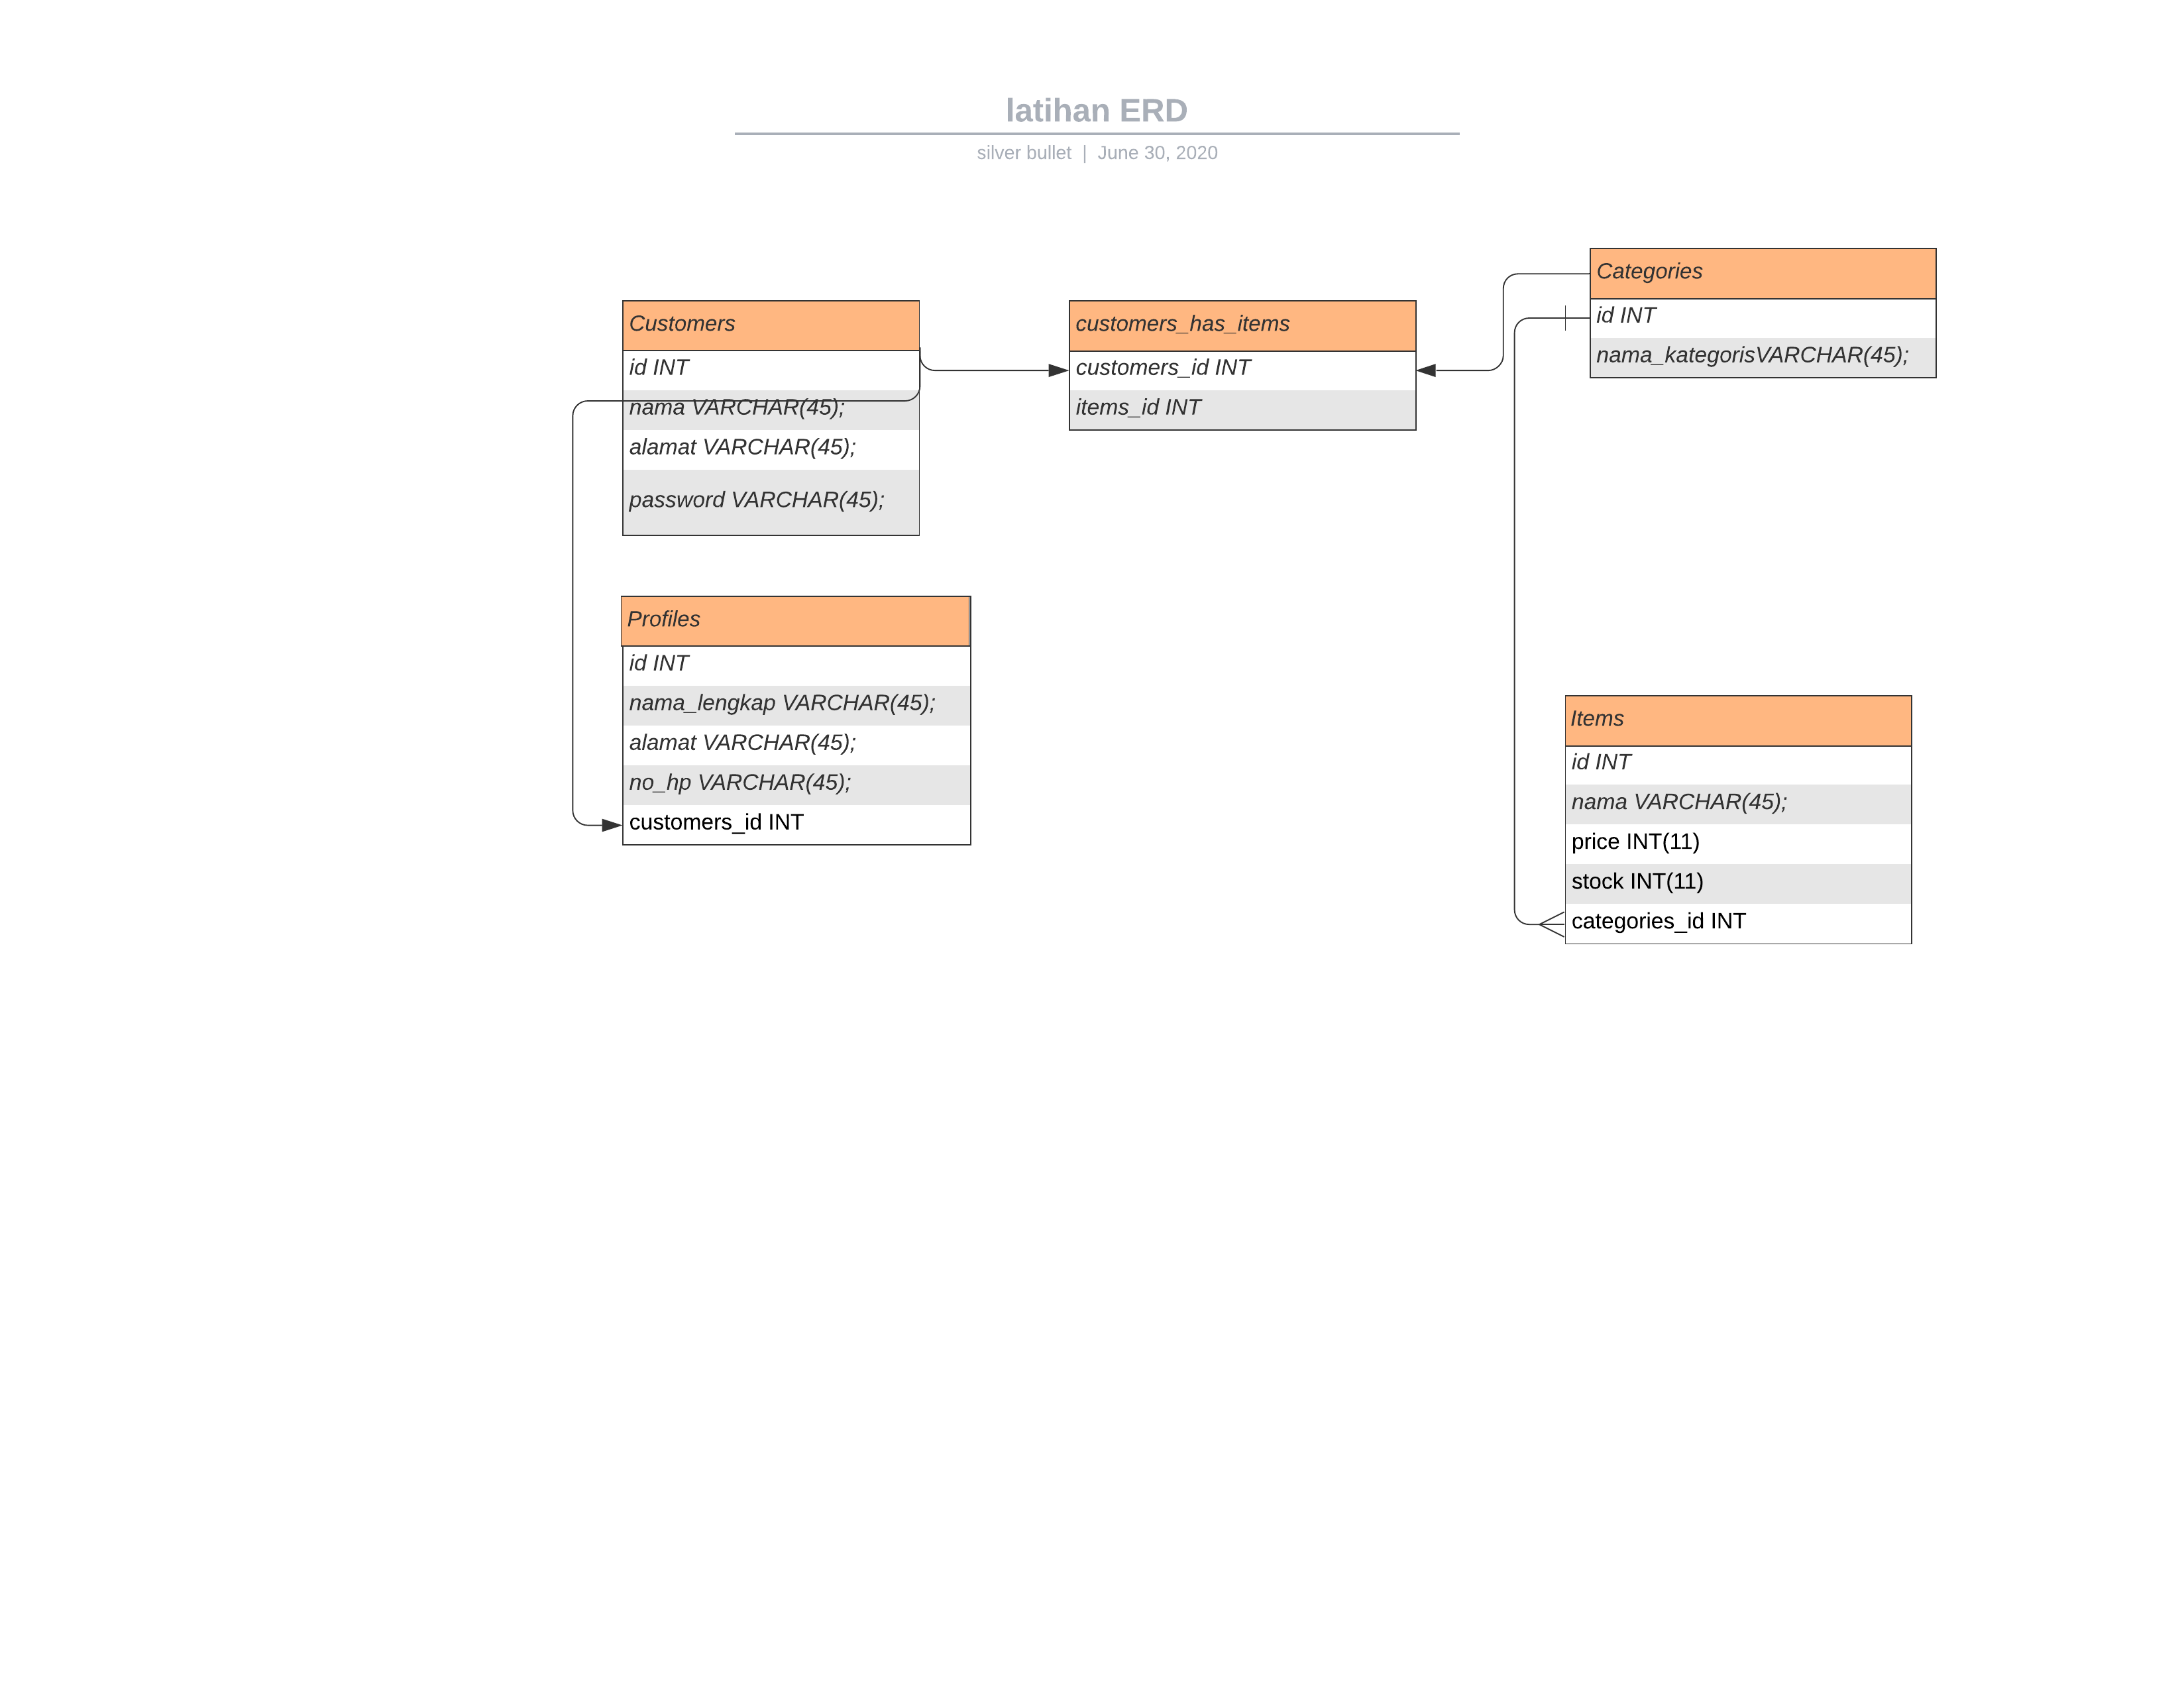 latihan ERD
silver bullet | June 30, 2020
Customers
id INT
nama VARCHAR(45);
alamat VARCHAR(45);
password VARCHAR(45);
customers_has_items
customers_id INT
items_id INT
Categories
id INT
nama_kategorisVARCHAR(45);
Profiles
id INT
nama_lengkap VARCHAR(45);
alamat VARCHAR(45);
no_hp VARCHAR(45);
customers_id INT
Items
id INT
nama VARCHAR(45);
price INT(11)
stock INT(11)
categories_id INT